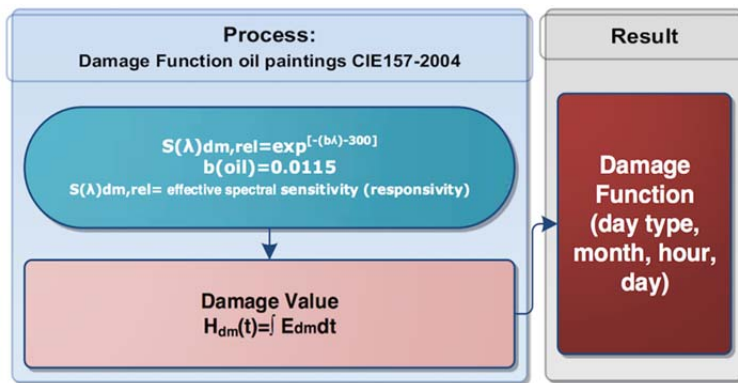 Process:
Damage Function oil paintings CIE157-2004
S(λ)dm,rel=exp[-(bλ)-300]
b(oil)=0.0115
S(λ)dm,rel= effective spectral sensitivity (responsivity)
Damage Value
Hdm(t)=∫ Edmdt
Result
Damage
Function
(day type,
month, hour,
day)